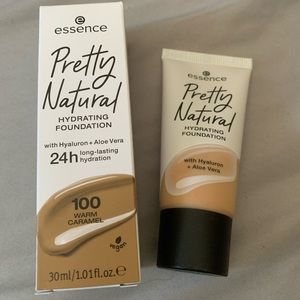 essence
Pretty
Natural
HYDRATING
FOUNDATION
with Hyaluron + Aloe Vera
24h long-lasting
hydration
100
WARM
CARAMEL
vegan
30ml/1.01fl.oz.e
essence
Pretty
Natural
HYDRATING
FOUNDATION
with Hyaluron
+ Aloe Vera